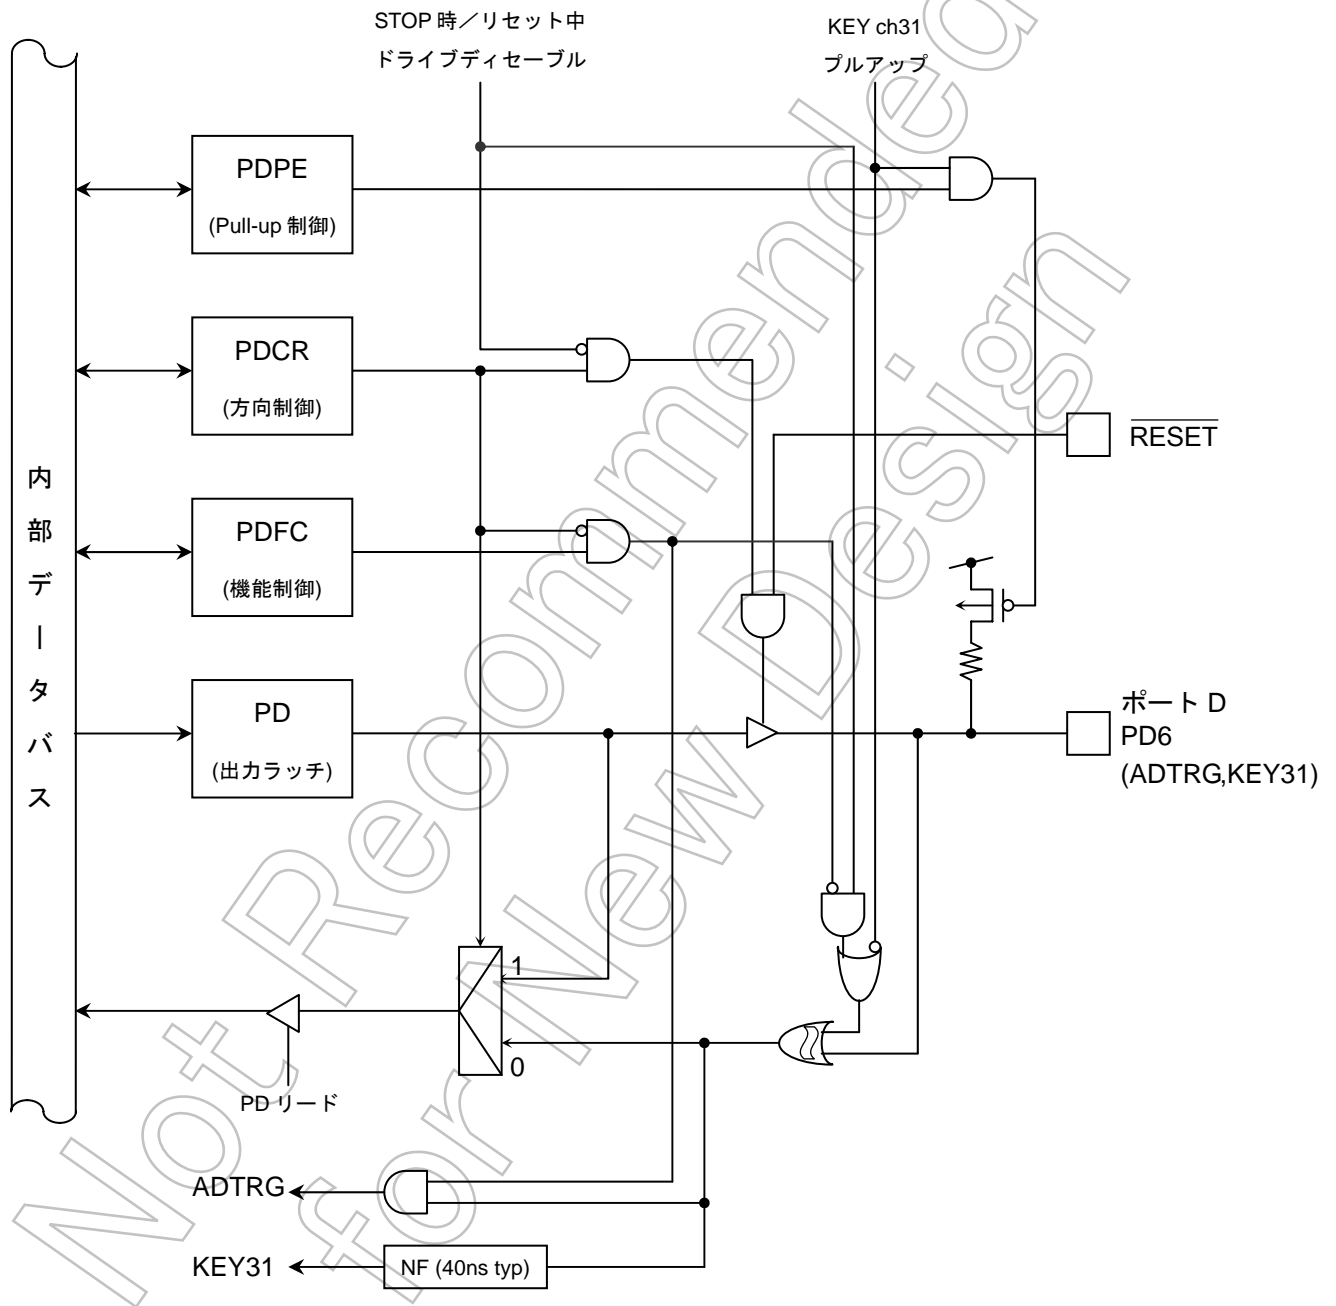 STOP 時／リセット中
ドライブディセーブル
KEY ch31
プルアップ
PDPE
(Pull-up 制御)
PDCR
(方向制御)
RESET
内部データバス
PDFC
(機能制御)
PD
(出力ラッチ)
ポート D
PD6
(ADTRG,KEY31)
1
0
PD リード
ADTRG
KEY31
NF (40ns typ)
Not Recommended
for New Design